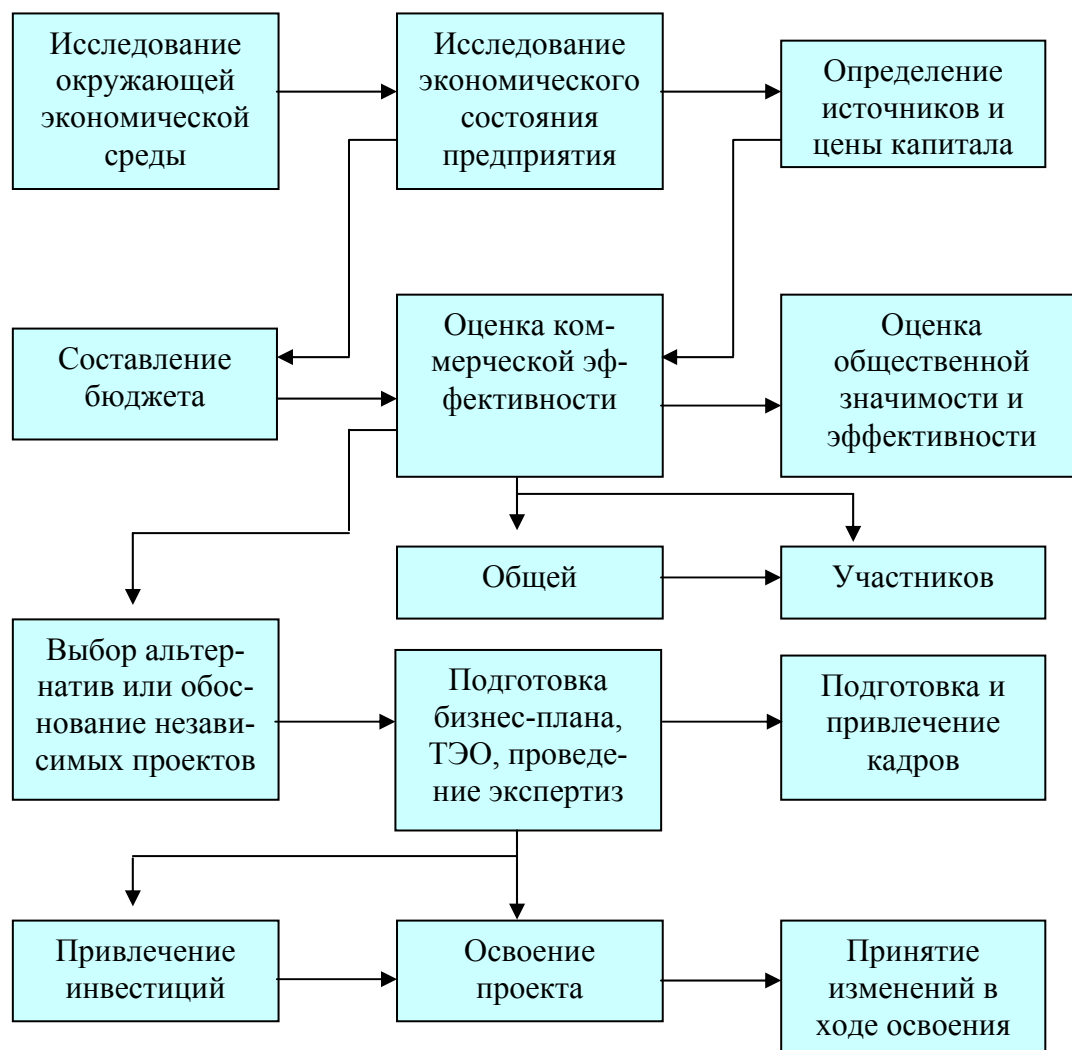 Исследование
окружающей
экономической
среды
Исследование
экономического
состояния
предприятия
Определение
источников и
цены капитала
Составление
бюджета
Оценка ком-
мерческой эф-
фективности
Оценка
общественной
значимости и
эффективности
Общей
Участников
Выбор альтер-
натив или обос-
нование незави-
симых проектов
Подготовка
бизнес-плана,
ТЭО, проведе-
ние экспертиз
Подготовка и
привлечение
кадров
Привлечение
инвестиций
Освоение
проекта
Принятие
изменений в
ходе освоения